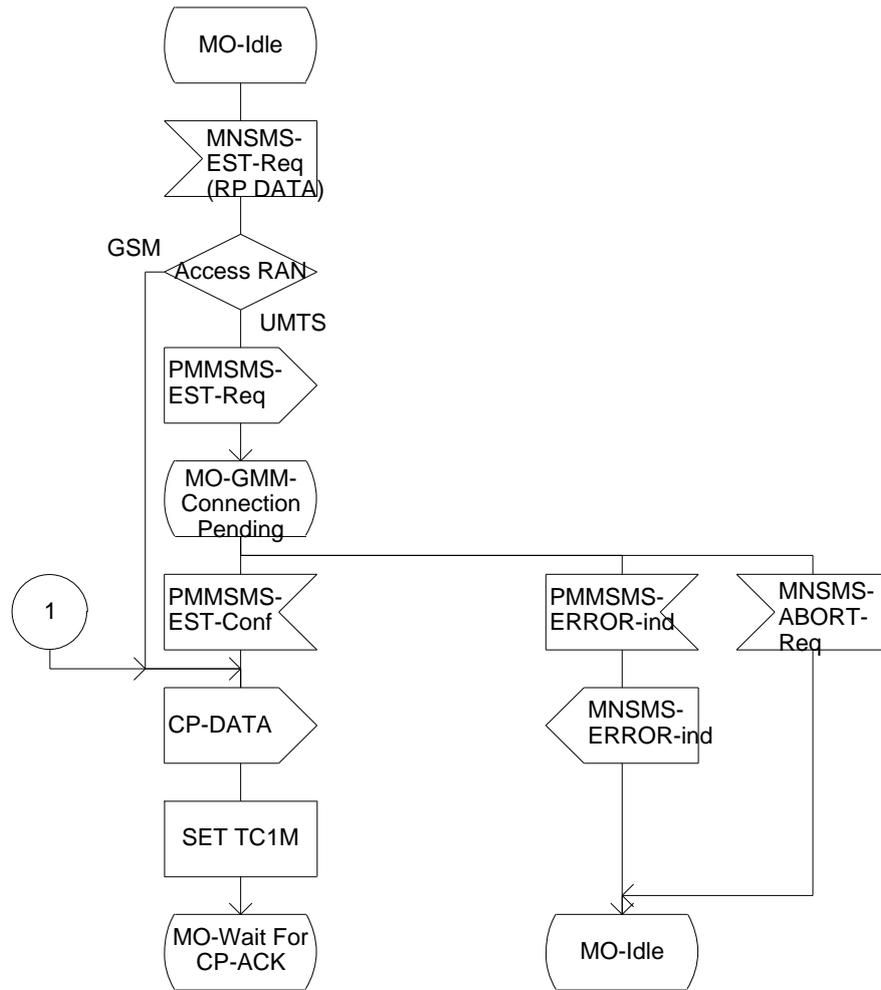 MO-Idle
MNSMS-
EST-Req
(RP DATA)
GSM
Access RAN
UMTS
PMMSMS-
EST-Req
MO-GMM-
Connection
Pending
1
PMMSMS-
EST-Conf
PMMSMS-
ERROR-ind
MNSMS-
ABORT-
Req
CP-DATA
MNSMS-
ERROR-ind
SET TC1M
MO-Wait For
CP-ACK
MO-Idle